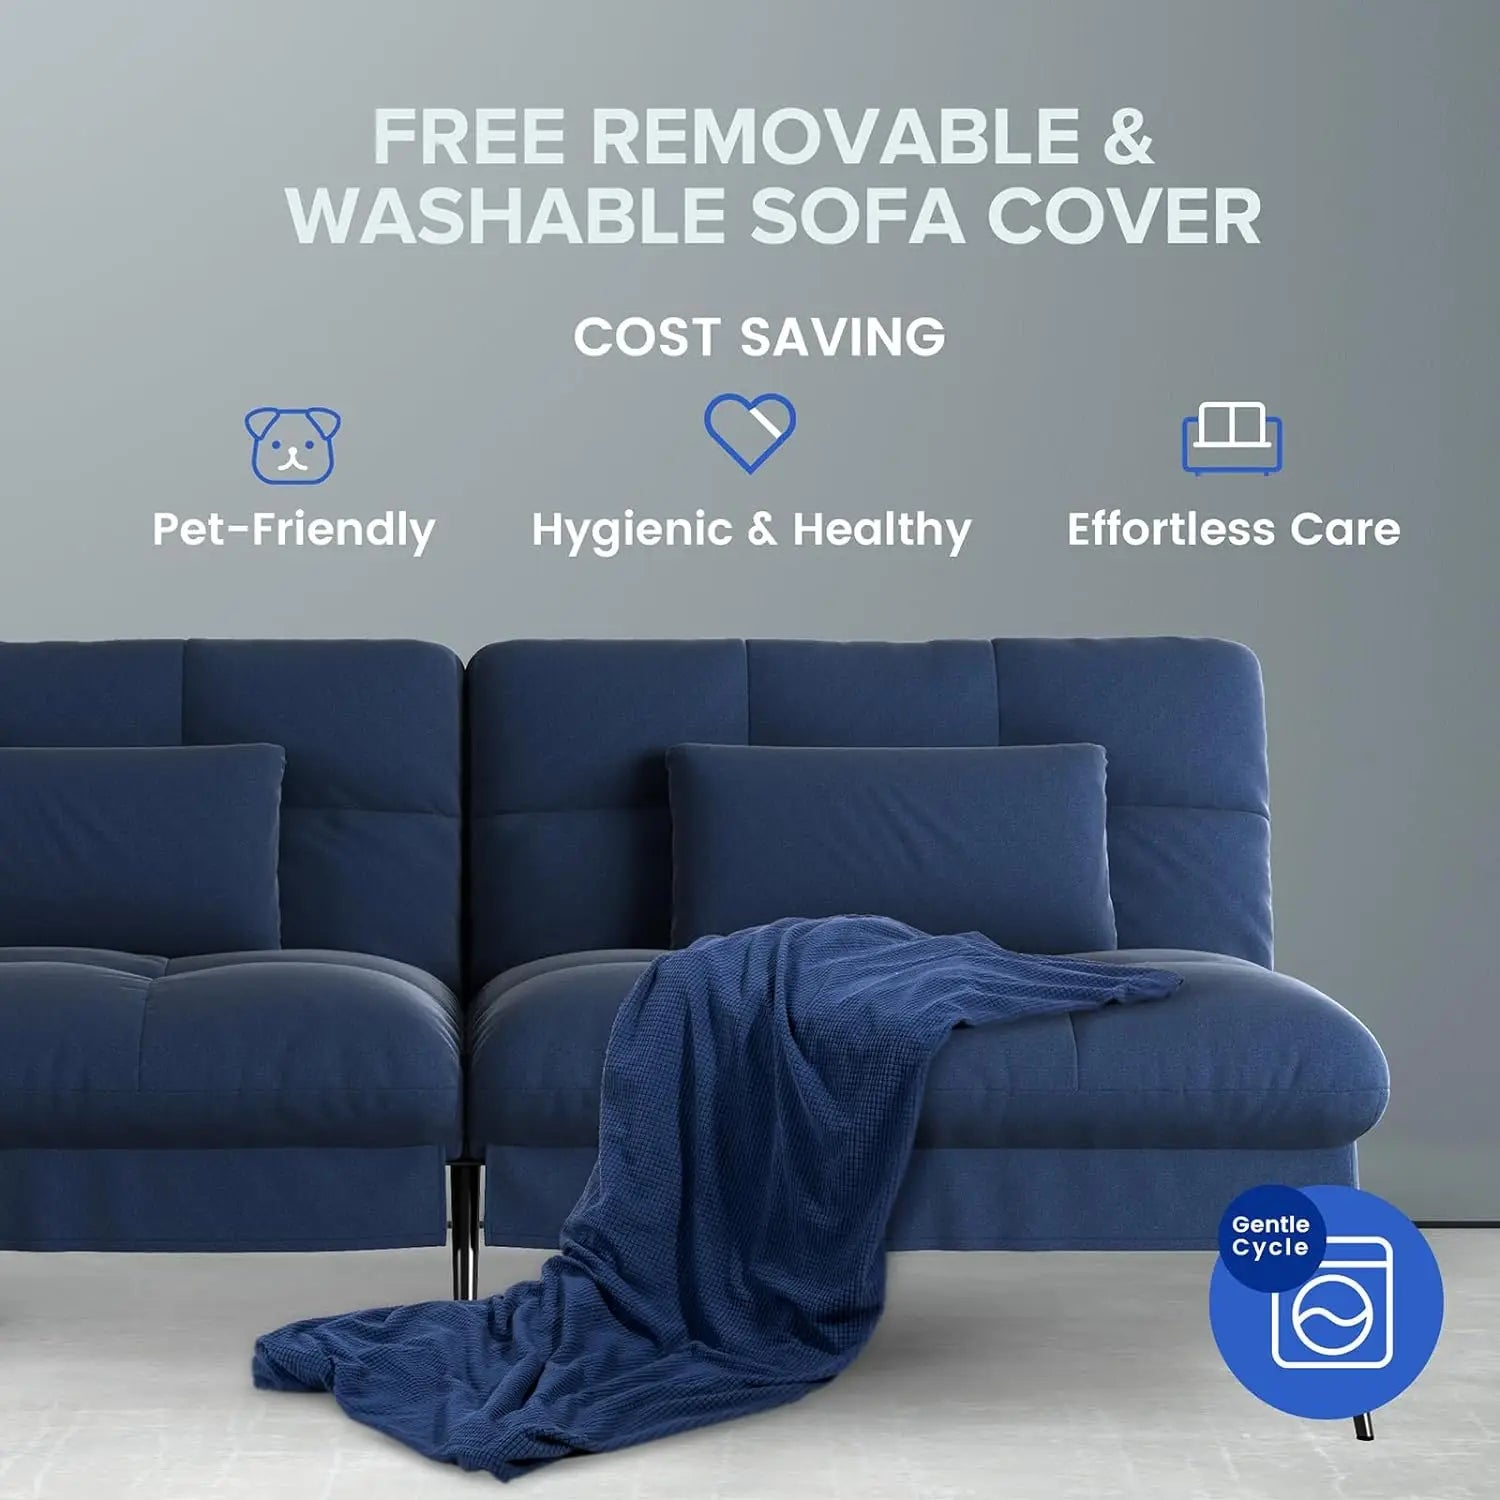 FREE REMOVABLE &
WASHABLE SOFA COVER
COST SAVING
Pet-Friendly
Hygienic & Healthy
Effortless Care
Gentle
Cycle